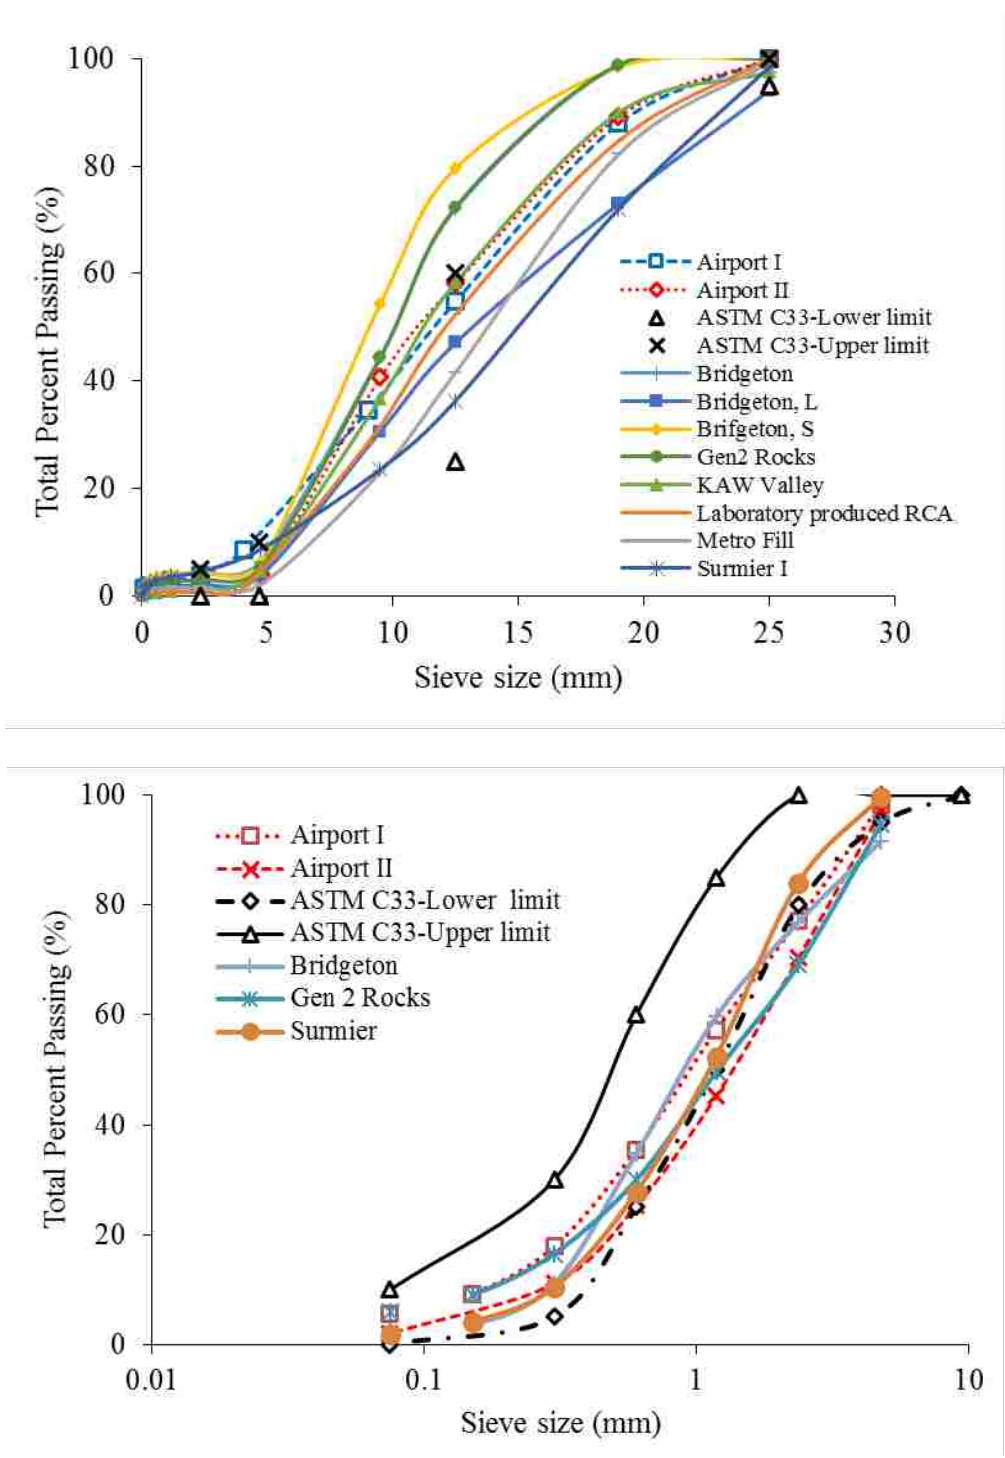 100
80
60
40
20
0
Total Percent Passing (%)
Airport I
Airport II
ASTM C33-Lower limit
ASTM C33-Upper limit
Bridgeton
Bridgeton, L
Brifgeton, S
Gen2 Rocks
KAW Valley
Laboratory produced RCA
Metro Fill
Surmier I
0 5 10 15 20 25 30
Sieve size (mm)
100
80
60
40
20
0
Total Percent Passing (%)
Airport I
Airport II
ASTM C33-Lower limit
ASTM C33-Upper limit
Bridgeton
Gen 2 Rocks
Surmier
0.01 0.1 1 10
Sieve size (mm)